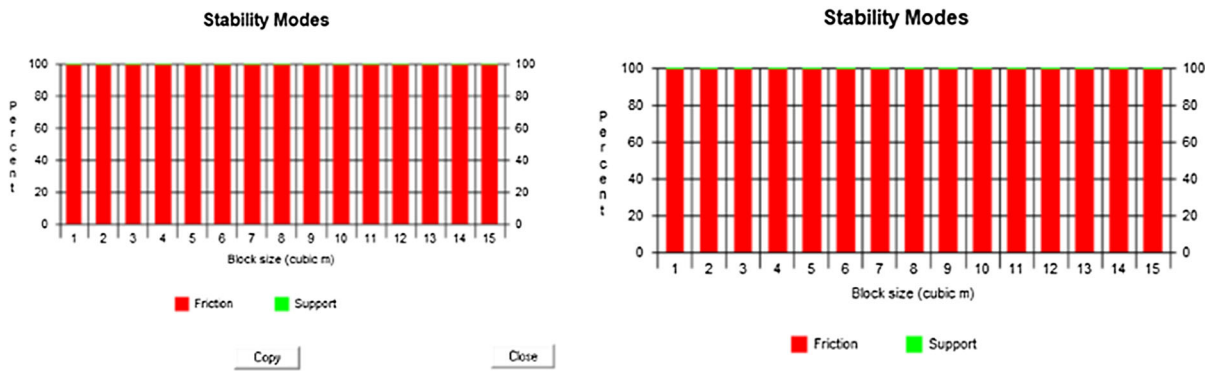 Stability Modes
100 100
80 80
60 60
Percent
40 40
20 20
0 0
1 2 3 4 5 6 7 8 9 10 11 12 13 14 15
Block size (cubic m)
Friction Support
Copy Close
Stability Modes
100 100
80 80
60 60
Percent
40 40
20 20
0 0
1 2 3 4 5 6 7 8 9 10 11 12 13 14 15
Block size (cubic m)
Friction Support